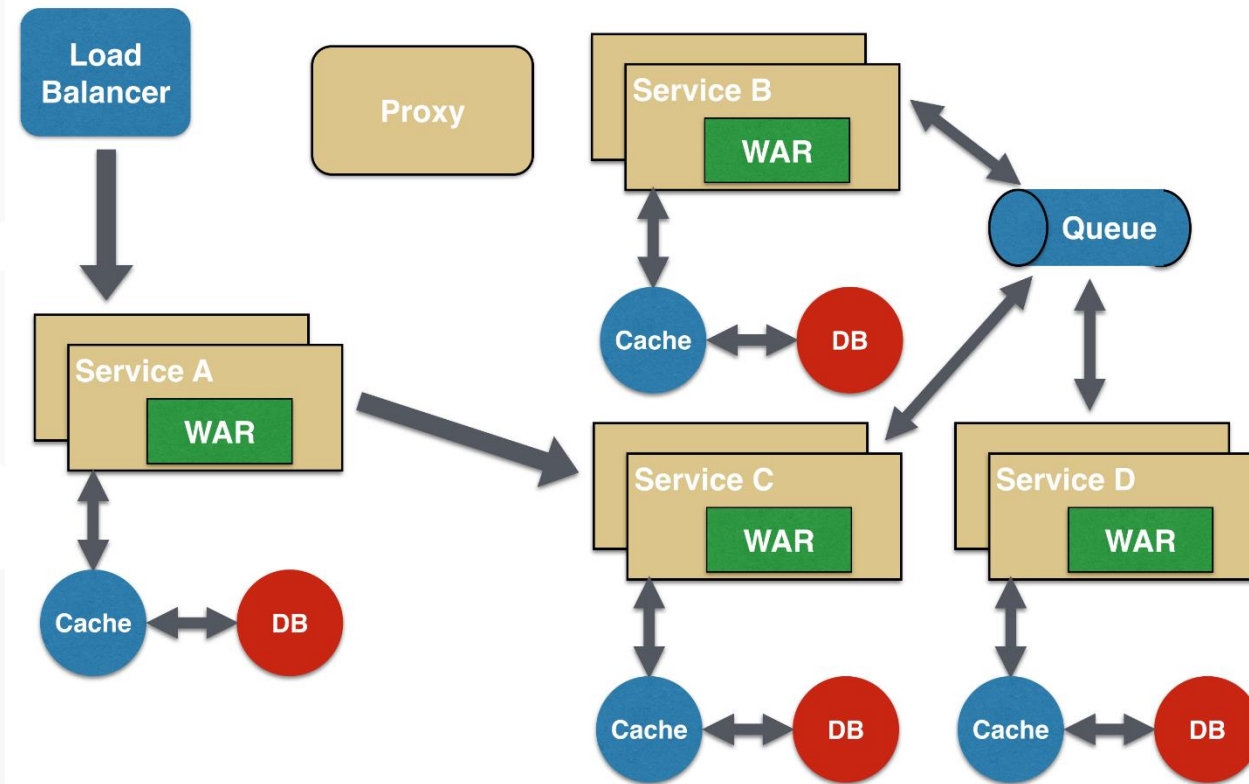 Load
Balancer
Proxy
Service B
WAR
Queue
Cache
DB
Service A
WAR
Cache
DB
Service C
WAR
Cache
DB
Service D
WAR
Cache
DB